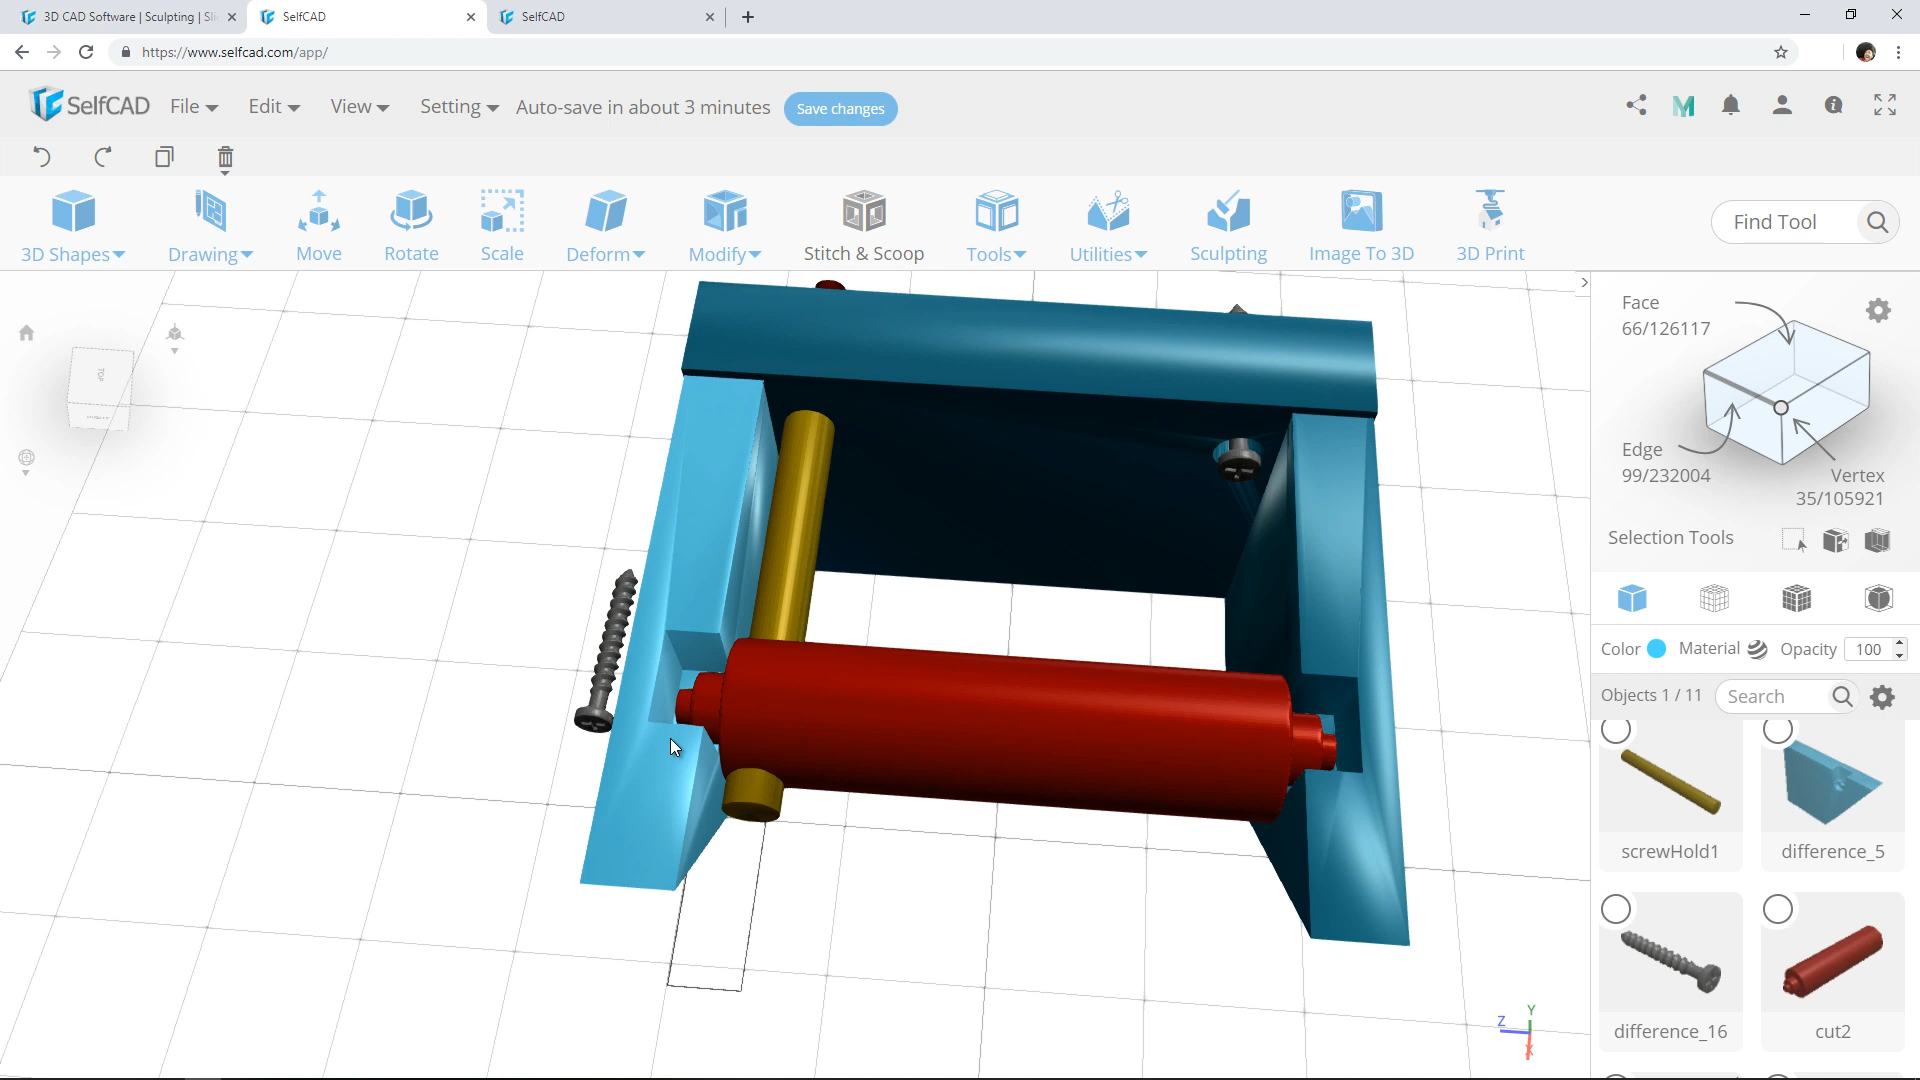 3D CAD Software | Sculpting | Sli
SelfCAD
SelfCAD
https://www.selfcad.com/app/
SelfCAD
File
Edit
View
Setting
Auto-save in about 3 minutes
Save changes
3D Shapes
Drawing
Move
Rotate
Scale
Deform
Modify
Stitch & Scoop
Tools
Utilities
Sculpting
Image To 3D
3D Print
Find Tool
TOP
Face
66/126117
Edge
99/232004
Vertex
35/105921
Selection Tools
Color
Material
Opacity
100
Objects 1 / 11
Search
screwHold1
difference_5
difference_16
cut2
Z
Y
X